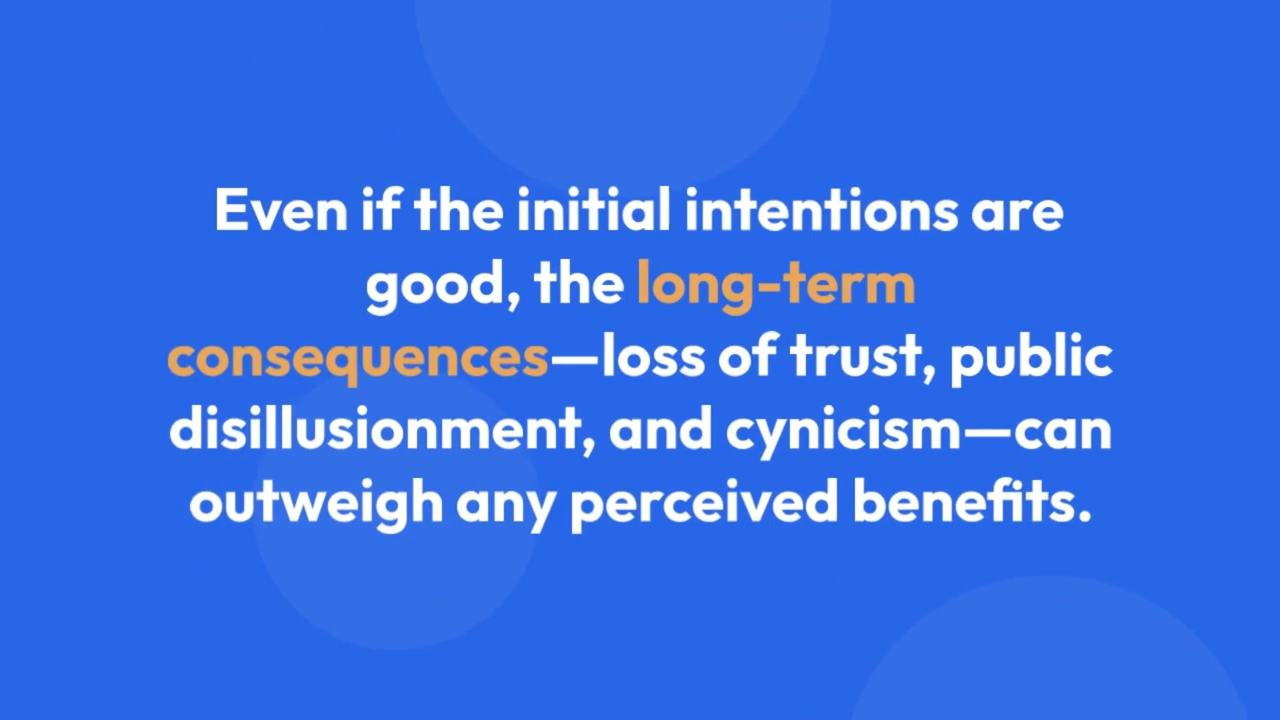 Even if the initial intentions are
good, the long-term
consequences—loss of trust, public
disillusionment, and cynicism—can
outweigh any perceived benefits.